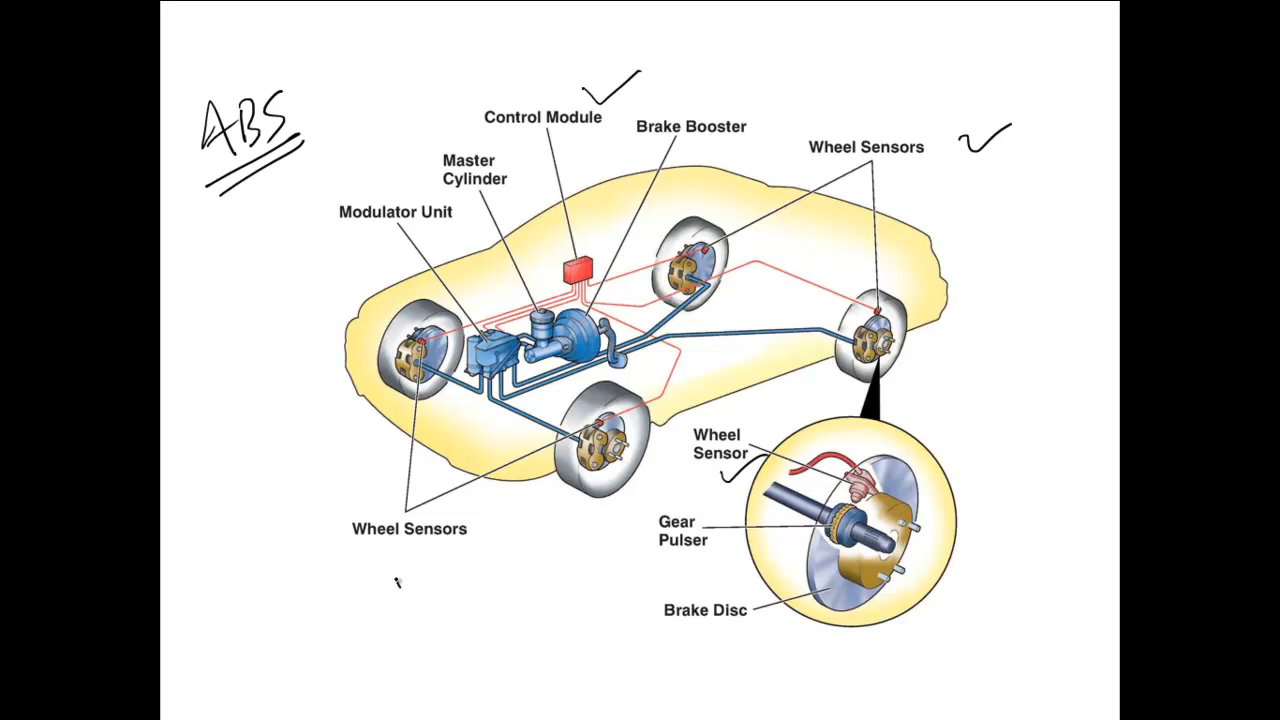 ABS
Control Module
Brake Booster
Wheel Sensors
Master
Cylinder
Modulator Unit
Wheel
Sensor
Gear
Pulser
Wheel Sensors
Brake Disc